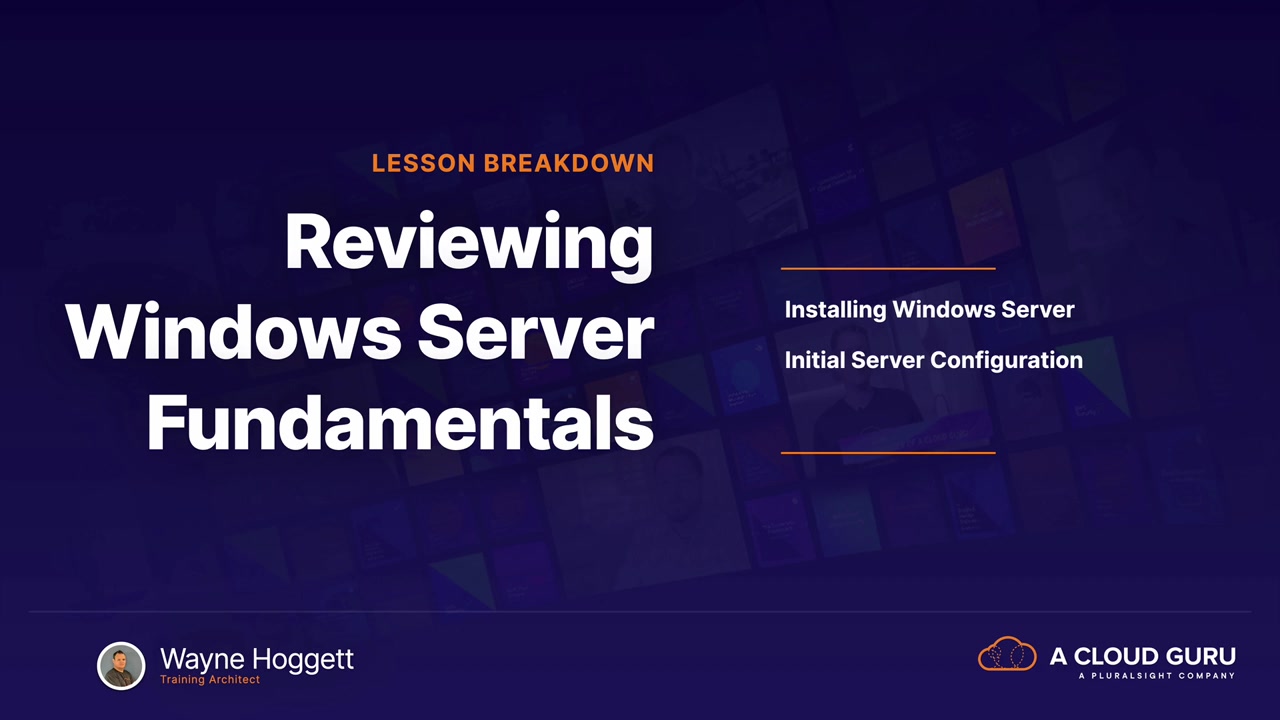 LESSON BREAKDOWN
Reviewing
Windows Server
Fundamentals
Installing Windows Server
Initial Server Configuration
Wayne Hoggett
Training Architect
A CLOUD GURU
A PLURALSIGHT COMPANY